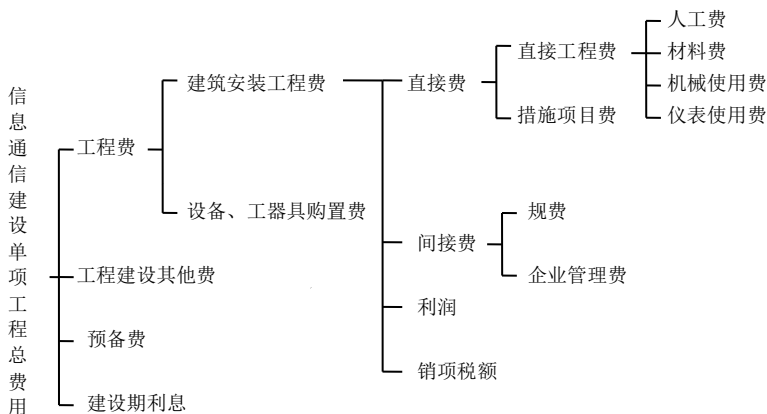 信息通信建设单项工程总费用
工程费
建筑安装工程费
直接费
直接工程费
人工费
材料费
机械使用费
仪表使用费
措施项目费
间接费
规费
企业管理费
利润
销项税额
设备、工器具购置费
工程建设其他费
预备费
建设期利息